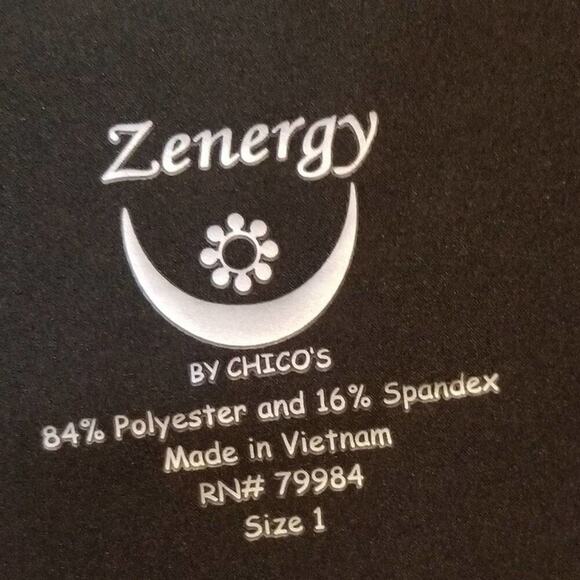 Zenergy
BY CHICO'S
84% Polyester and 16% Spandex
Made in Vietnam
RN# 79984
Size 1